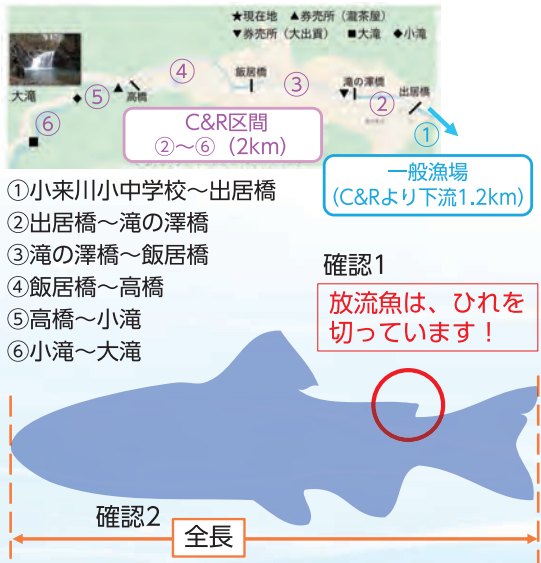 ★現在地 ▲券売所（瀧茶屋）
▼券売所（大出貢） ■大滝 ◆小滝
大滝
⑥
⑤
高橋
④
飯居橋
③
滝の澤橋
②
出居橋
①
C&R区間
②～⑥（2km）
一般漁場
(C&Rより下流1.2km)
①小来川小中学校～出居橋
②出居橋～滝の澤橋
③滝の澤橋～飯居橋
④飯居橋～高橋
⑤高橋～小滝
⑥小滝～大滝
確認1
放流魚は、ひれを
切っています！
確認2
全長